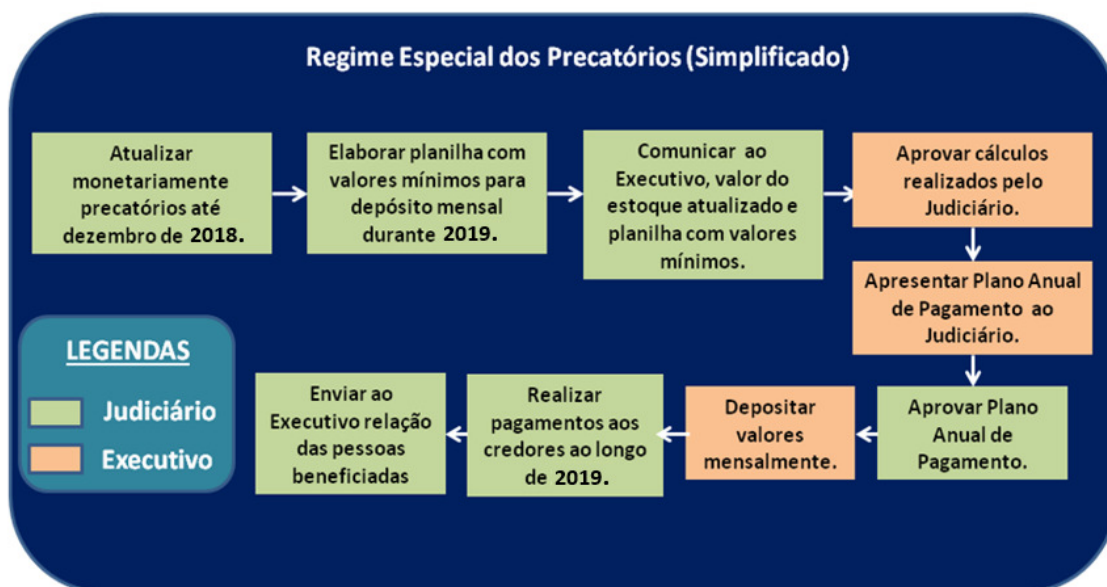 Regime Especial dos Precatórios (Simplificado)
Atualizar
monetariamente
precatórios até
dezembro de 2018.
Elaborar planilha com
valores mínimos para
depósito mensal
durante 2019.
Comunicar ao
Executivo, valor do
estoque atualizado e
planilha com valores
mínimos.
Aprovar cálculos
realizados pelo
Judiciário.
Apresentar Plano Anual
de Pagamento ao
Judiciário.
Aprovar Plano
Anual de
Pagamento.
Depositar
valores
mensalmente.
Realizar
pagamentos aos
credores ao longo
de 2019.
Enviar ao
Executivo relação
das pessoas
beneficiadas
LEGENDAS
Judiciário
Executivo